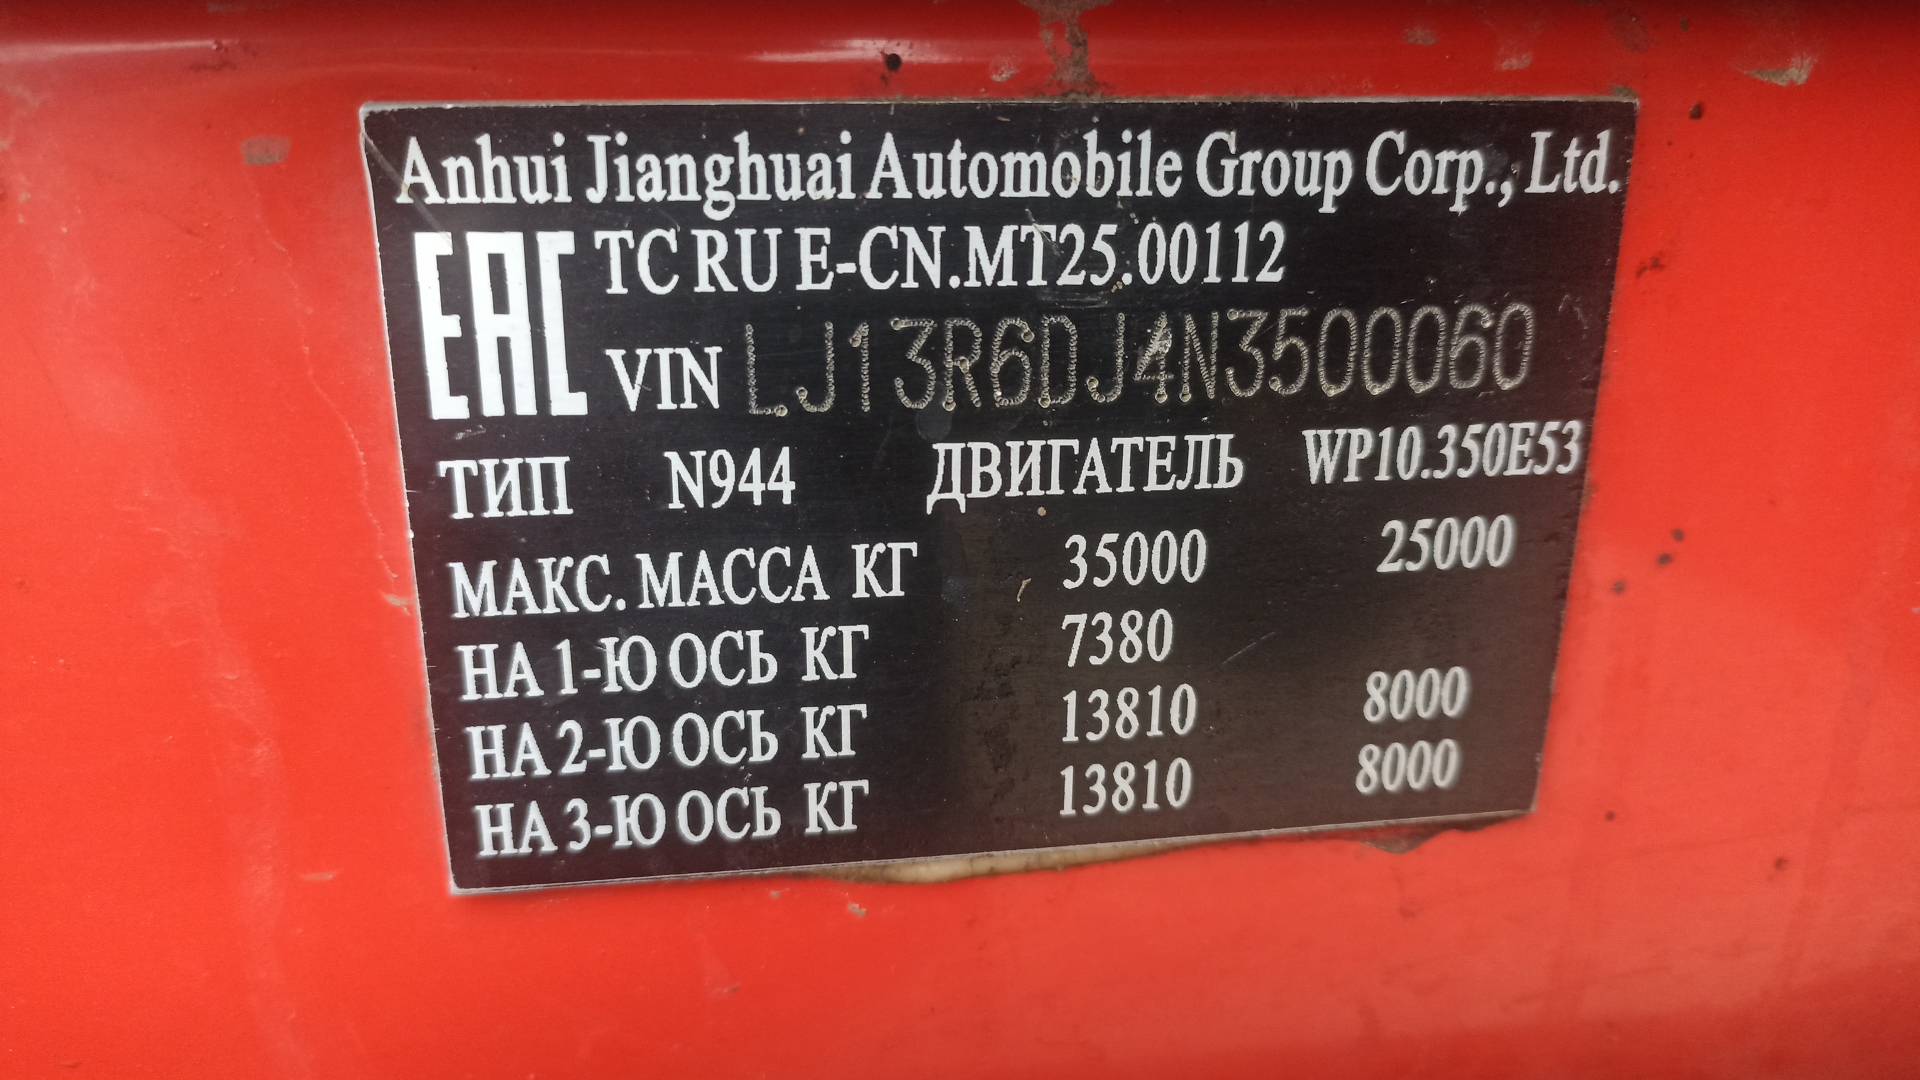 Anhui Jianghuai Automobile Group Corp., Ltd.
EAC TC RU E-CN.MT25.00112
VIN LJ13R6DJ4N3500060
ТИП N944 ДВИГАТЕЛЬ WP10.350E53
МАКС. МАССА КГ 35000 25000
НА 1-Ю ОСЬ КГ 7380
НА 2-Ю ОСЬ КГ 13810 8000
НА 3-Ю ОСЬ КГ 13810 8000